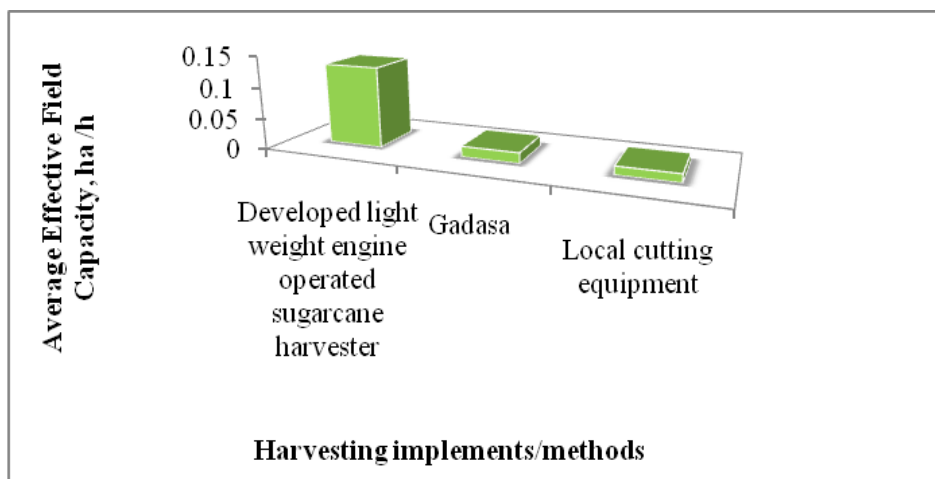 Average Effective Field
Capacity, ha /h
0.15
0.1
0.05
0
Developed light
weight engine
operated
sugarcane
harvester
Gadasa
Local cutting
equipment
Harvesting implements/methods